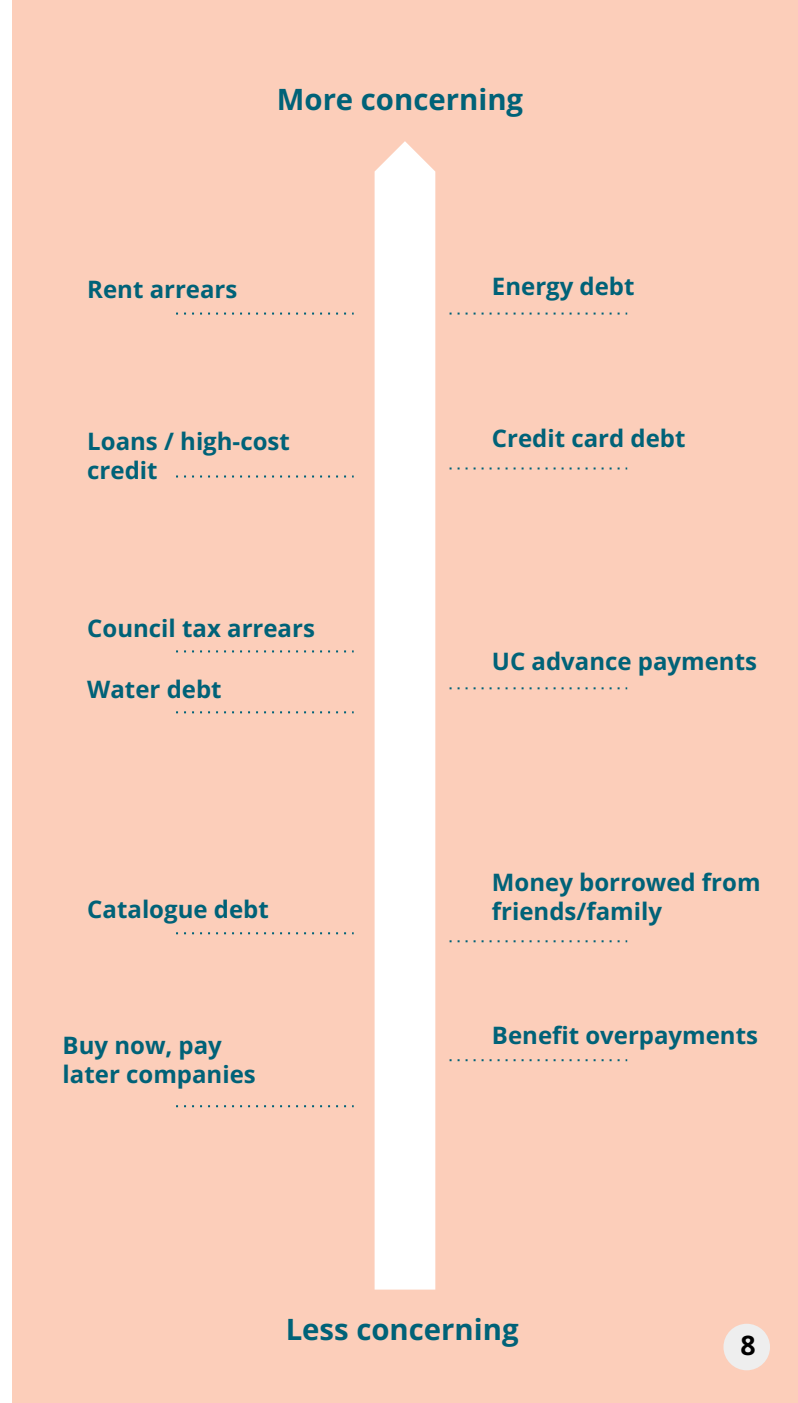 More concerning
Rent arrears
Energy debt
Loans / high-cost
credit
Credit card debt
Council tax arrears
UC advance payments
Water debt
Catalogue debt
Money borrowed from
friends/family
Buy now, pay
later companies
Benefit overpayments
Less concerning
8